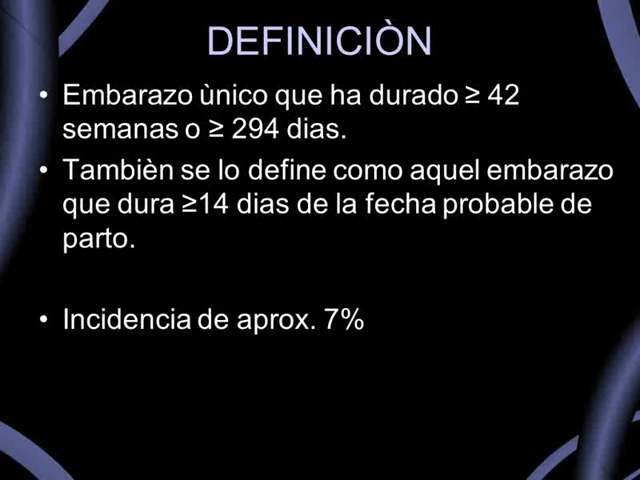 DEFINICIÒN
• Embarazo ùnico que ha durado ≥ 42
semanas o ≥ 294 dias.
• Tambièn se lo define como aquel embarazo
que dura ≥14 dias de la fecha probable de
parto.
• Incidencia de aprox. 7%